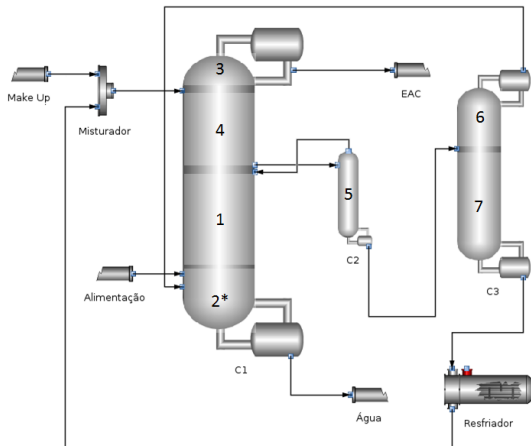 3
6
Make Up
EAC
Misturador
4
5
7
1
C2
C3
Alimentação
2*
C1
Água
Resfriador